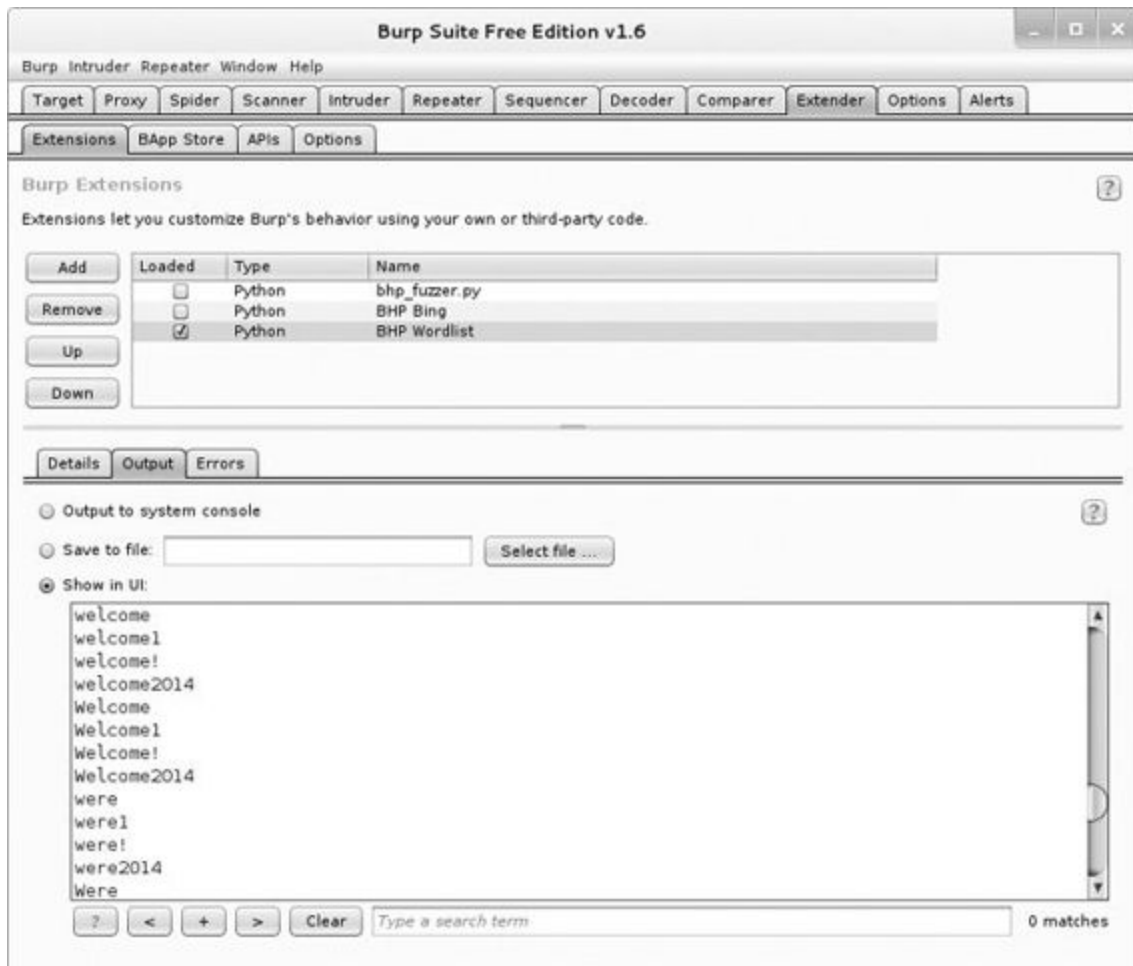 Burp Suite Free Edition v1.6
Burp Intruder Repeater Window Help
Target Proxy Spider Scanner Intruder Repeater Sequencer Decoder Comparer Extender Options Alerts
Extensions BApp Store APIs Options
Burp Extensions
?
Extensions let you customize Burp's behavior using your own or third-party code.
Add
Remove
Up
Down
Loaded Type Name
Python bhp_fuzzer.py
Python BHP Bing
Python BHP Wordlist
Details Output Errors
Output to system console
?
Save to file: Select file ...
Show in UI:
welcome
welcome1
welcome!
welcome2014
Welcome
Welcome1
Welcome!
Welcome2014
were
were1
were!
were2014
Were
? < + > Clear Type a search term 0 matches